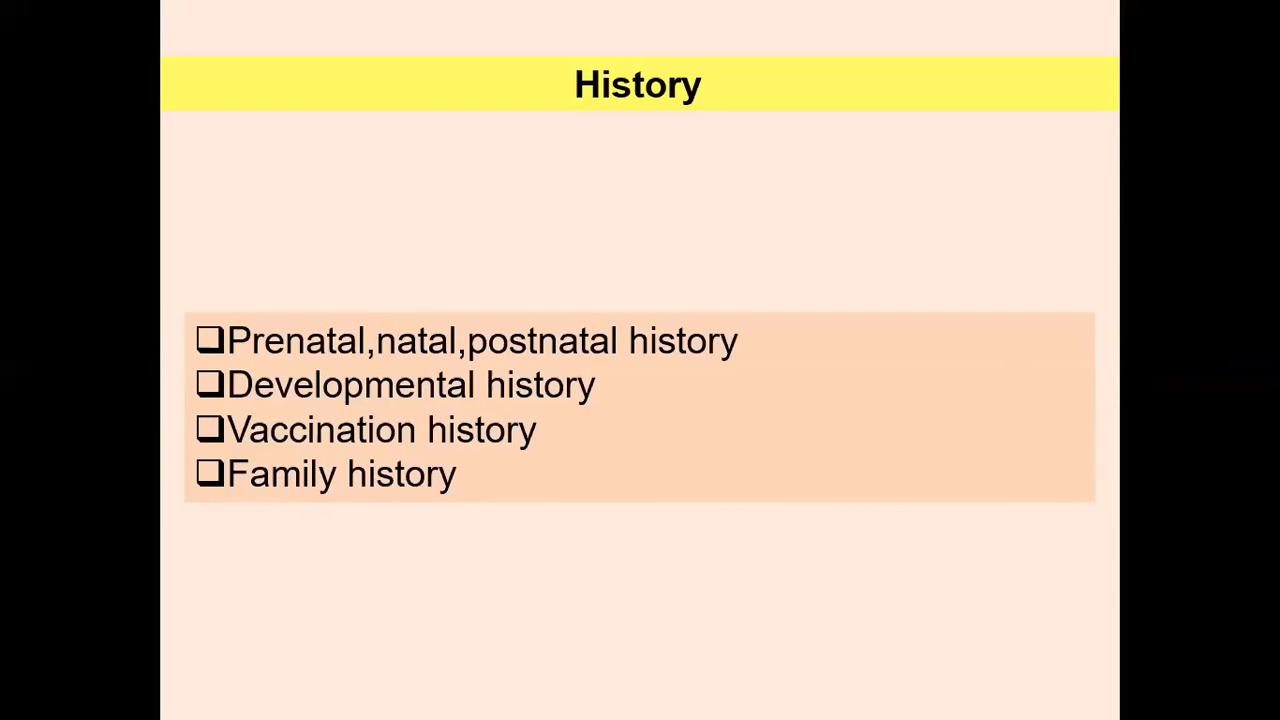 History
❑Prenatal,natal,postnatal history
❑Developmental history
❑Vaccination history
❑Family history